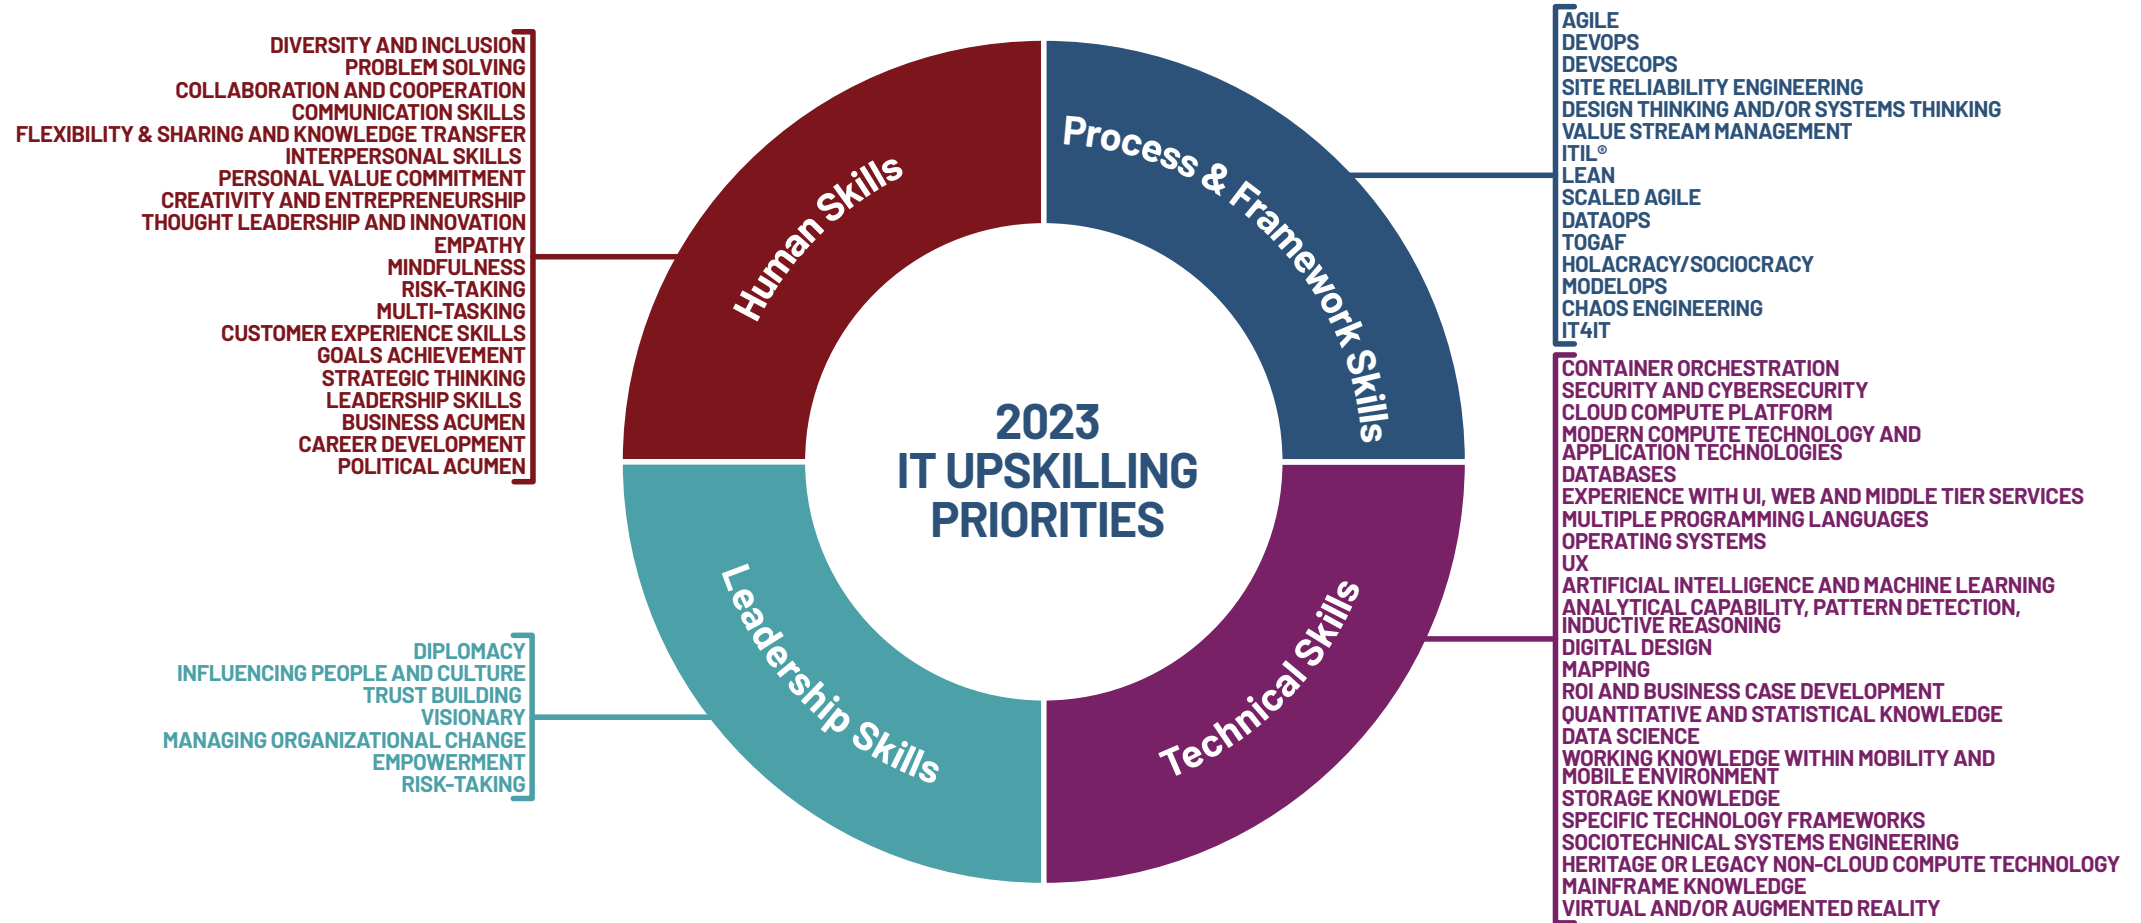 DIVERSITY AND INCLUSION
PROBLEM SOLVING
COLLABORATION AND COOPERATION
COMMUNICATION SKILLS
FLEXIBILITY & SHARING AND KNOWLEDGE TRANSFER
INTERPERSONAL SKILLS
PERSONAL VALUE COMMITMENT
CREATIVITY AND ENTREPRENEURSHIP
THOUGHT LEADERSHIP AND INNOVATION
EMPATHY
MINDFULNESS
RISK-TAKING
MULTI-TASKING
CUSTOMER EXPERIENCE SKILLS
GOALS ACHIEVEMENT
STRATEGIC THINKING
LEADERSHIP SKILLS
BUSINESS ACUMEN
CAREER DEVELOPMENT
POLITICAL ACUMEN
DIPLOMACY
INFLUENCING PEOPLE AND CULTURE
TRUST BUILDING
VISIONARY
MANAGING ORGANIZATIONAL CHANGE
EMPOWERMENT
RISK-TAKING
Human Skills
Process & Framework Skills
2023
IT UPSKILLING
PRIORITIES
Leadership Skills
Technical Skills
AGILE
DEVOPS
DEVSECOPS
SITE RELIABILITY ENGINEERING
DESIGN THINKING AND/OR SYSTEMS THINKING
VALUE STREAM MANAGEMENT
ITIL®
LEAN
SCALED AGILE
DATAOPS
TOGAF
HOLACRACY/SOCIOCRACY
MODELOPS
CHAOS ENGINEERING
IT4IT
CONTAINER ORCHESTRATION
SECURITY AND CYBERSECURITY
CLOUD COMPUTE PLATFORM
MODERN COMPUTE TECHNOLOGY AND
APPLICATION TECHNOLOGIES
DATABASES
EXPERIENCE WITH UI, WEB AND MIDDLE TIER SERVICES
MULTIPLE PROGRAMMING LANGUAGES
OPERATING SYSTEMS
UX
ARTIFICIAL INTELLIGENCE AND MACHINE LEARNING
ANALYTICAL CAPABILITY, PATTERN DETECTION,
INDUCTIVE REASONING
DIGITAL DESIGN
MAPPING
ROI AND BUSINESS CASE DEVELOPMENT
QUANTITATIVE AND STATISTICAL KNOWLEDGE
DATA SCIENCE
WORKING KNOWLEDGE WITHIN MOBILITY AND
MOBILE ENVIRONMENT
STORAGE KNOWLEDGE
SPECIFIC TECHNOLOGY FRAMEWORKS
SOCIOTECHNICAL SYSTEMS ENGINEERING
HERITAGE OR LEGACY NON-CLOUD COMPUTE TECHNOLOGY
MAINFRAME KNOWLEDGE
VIRTUAL AND/OR AUGMENTED REALITY